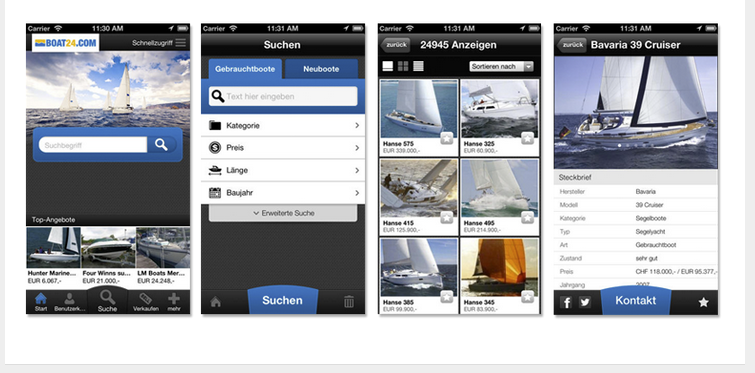 Carrier 11:30 AM
BOAT24.COM Schnellzugriff
Suchbegriff
Top-Angebote
Hunter Marine... Four Winns su... LM Boats Mer...
EUR 6.067,- EUR 21.000,- EUR 24.248,-
Start Benutzerk... Suche Verkaufen mehr
Carrier 11:31 AM
Suchen
Gebrauchtboote Neuboote
Text hier eingeben
Kategorie
Preis
Länge
Baujahr
Erweiterte Suche
Suchen
Carrier 11:31 AM
zurück 24945 Anzeigen
Sortieren nach
Hanse 575 Hanse 325
EUR 339.000,- EUR 60.900,-
Hanse 415 Hanse 495
EUR 125.900,- EUR 214.900,-
Hanse 385 Hanse 345
EUR 99.900,- EUR 83.900,-
Carrier 11:31 AM
zurück Bavaria 39 Cruiser
Steckbrief
Hersteller Bavaria
Modell 39 Cruiser
Kategorie Segelboote
Typ Segelyacht
Art Gebrauchtboot
Zustand sehr gut
Preis CHF 118,000,- / EUR 95.377,-
Jahrgang 2007
Kontakt